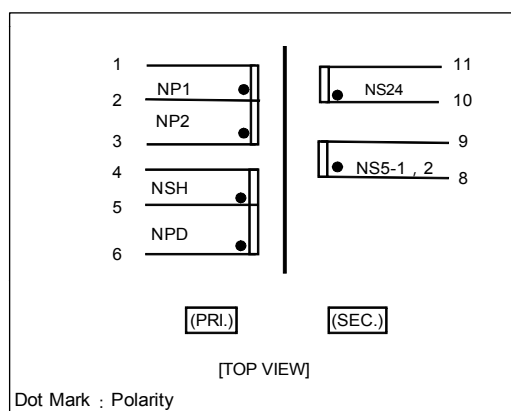 1 11
NP1 NS24
2 10
NP2
3 9
NS5-1 , 2
4 8
NSH
5
NPD
6
(PRI.) (SEC.)
[TOP VIEW]
Dot Mark : Polarity